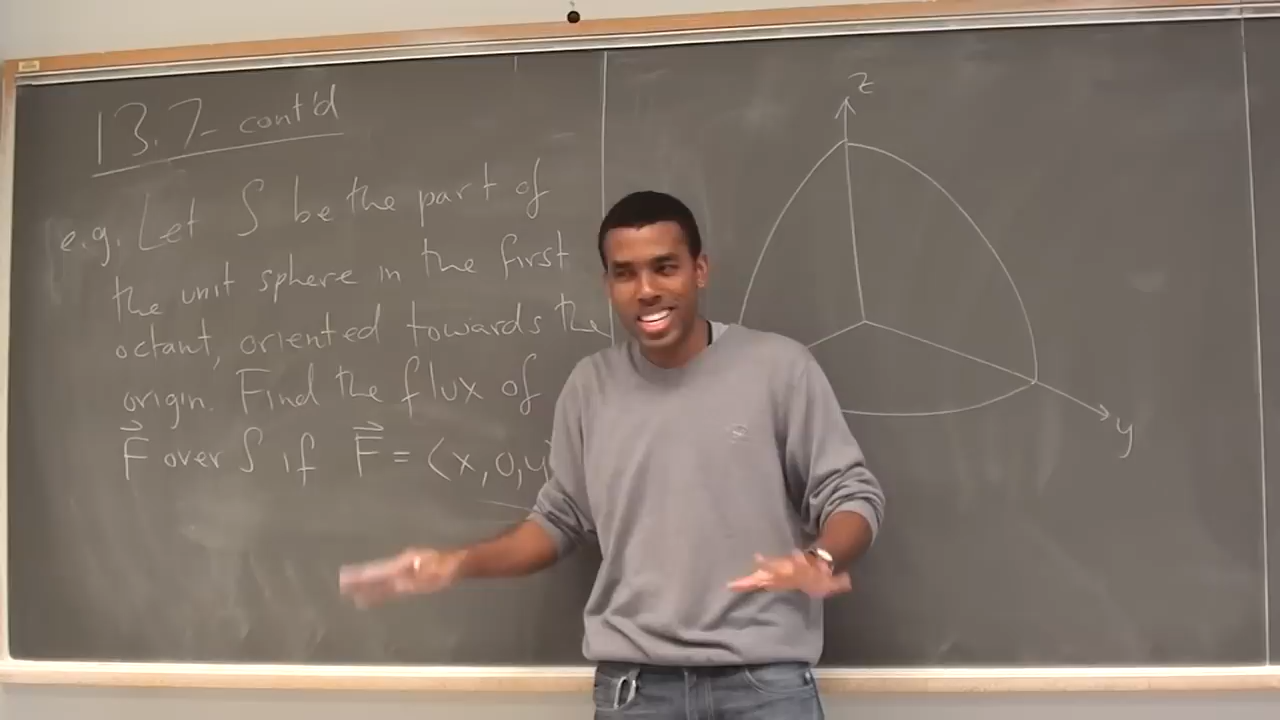 13.7 - cont'd
e.g. Let S be the part of
the unit sphere in the first
octant, oriented towards the
origin. Find the flux of
F⃗ over S if F⃗ = ⟨x, 0, y⟩
z
y